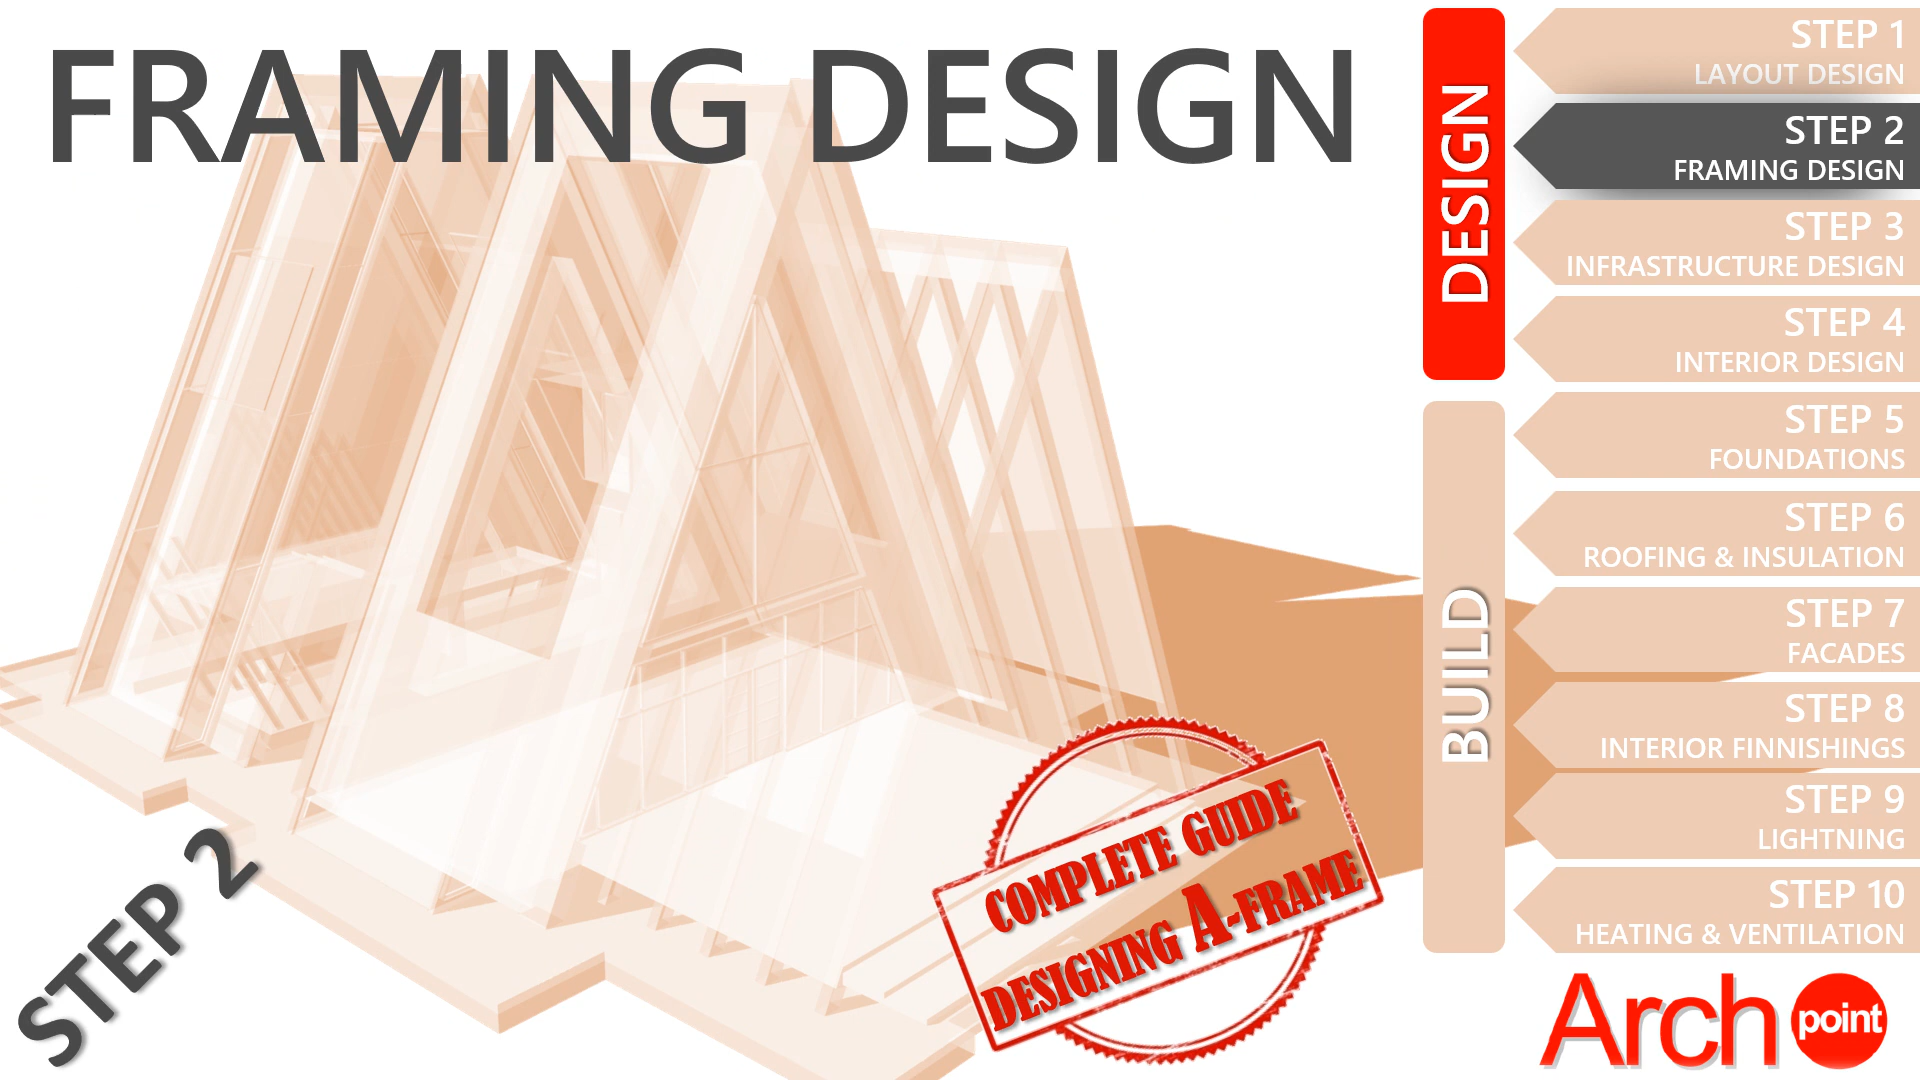 FRAMING DESIGN
DESIGN
STEP 1
LAYOUT DESIGN
STEP 2
FRAMING DESIGN
STEP 3
INFRASTRUCTURE DESIGN
STEP 4
INTERIOR DESIGN
BUILD
STEP 5
FOUNDATIONS
STEP 6
ROOFING & INSULATION
STEP 7
FACADES
STEP 8
INTERIOR FINNISHINGS
STEP 9
LIGHTNING
STEP 10
HEATING & VENTILATION
STEP 2
COMPLETE GUIDE
DESIGNING A-FRAME
Arch point